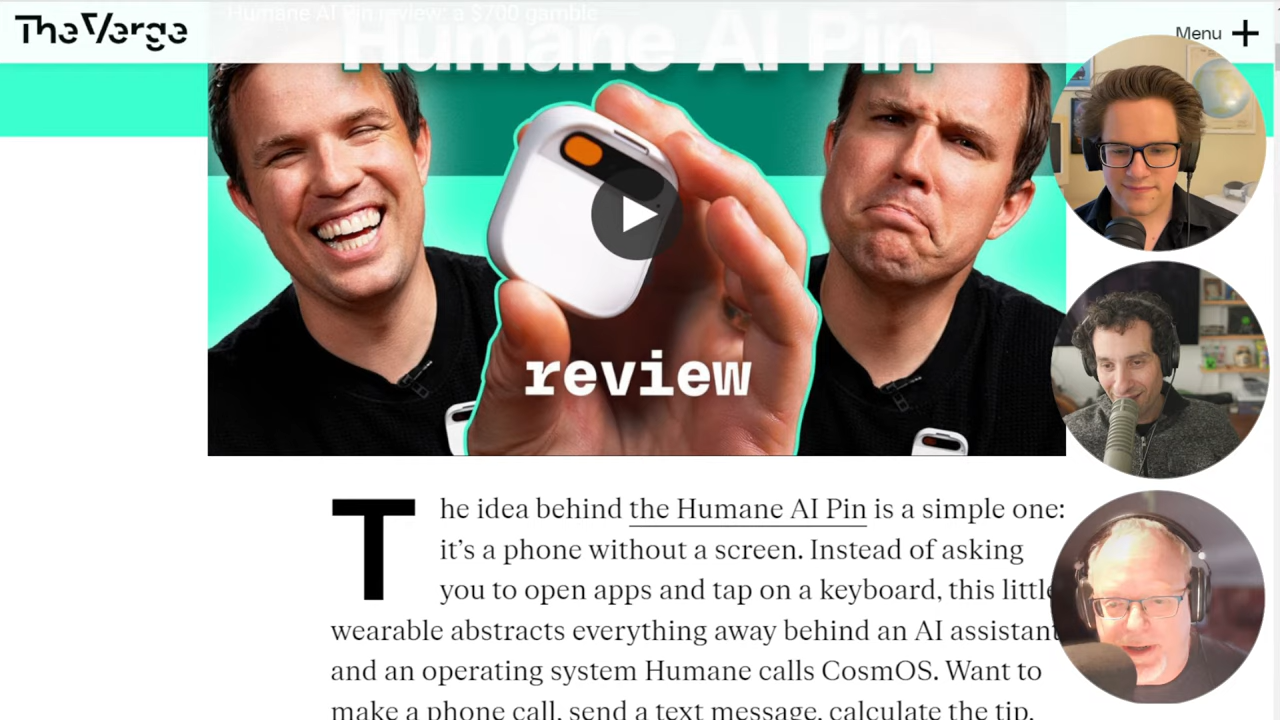 Humane AI Pin review: a $700 gamble
TheVerge
Menu
Humane AI Pin
review
The idea behind the Humane AI Pin is a simple one:
it’s a phone without a screen. Instead of asking
you to open apps and tap on a keyboard, this little
wearable abstracts everything away behind an AI assistant
and an operating system Humane calls CosmOS. Want to
make a phone call, send a text message, calculate the tip,